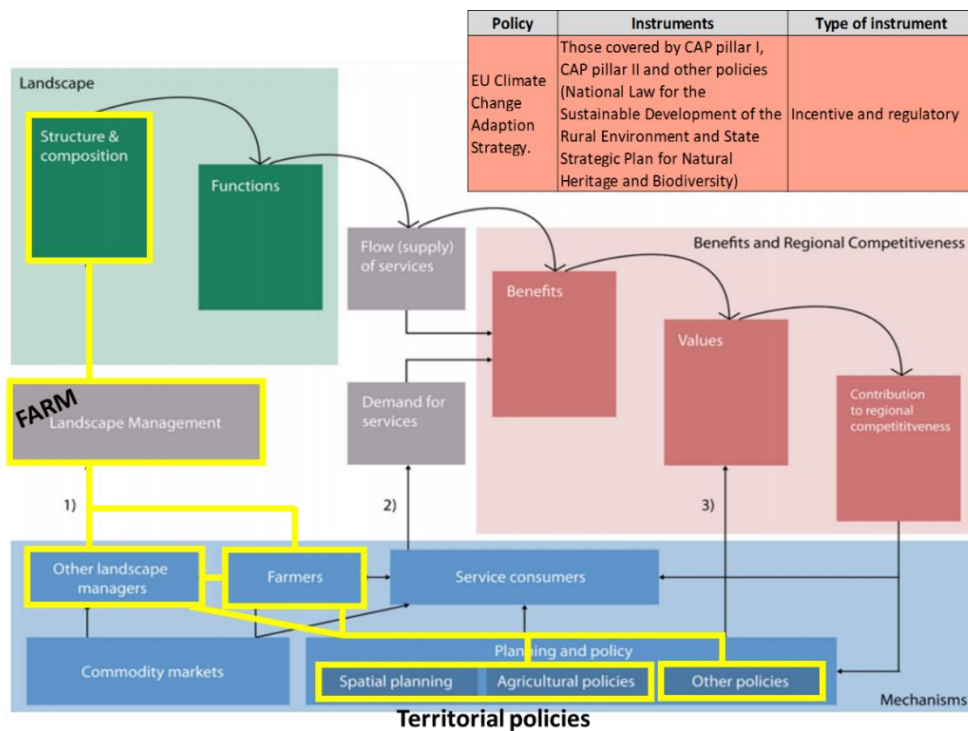 Policy Instruments Type of instrument
EU Climate
Change
Adaption
Strategy.
Those covered by CAP pillar I,
CAP pillar II and other policies
(National Law for the
Sustainable Development of the
Rural Environment and State
Strategic Plan for Natural
Heritage and Biodiversity)
Incentive and regulatory
Landscape
Structure &
composition
Functions
Flow (supply)
of services
Benefits and Regional Competitiveness
Benefits
Values
Contribution
to regional
competititveness
FARM
Landscape Management
Demand for
services
1)
2)
3)
Other landscape
managers
Farmers
Service consumers
Commodity markets
Planning and policy
Spatial planning
Agricultural policies
Other policies
Mechanisms
Territorial policies